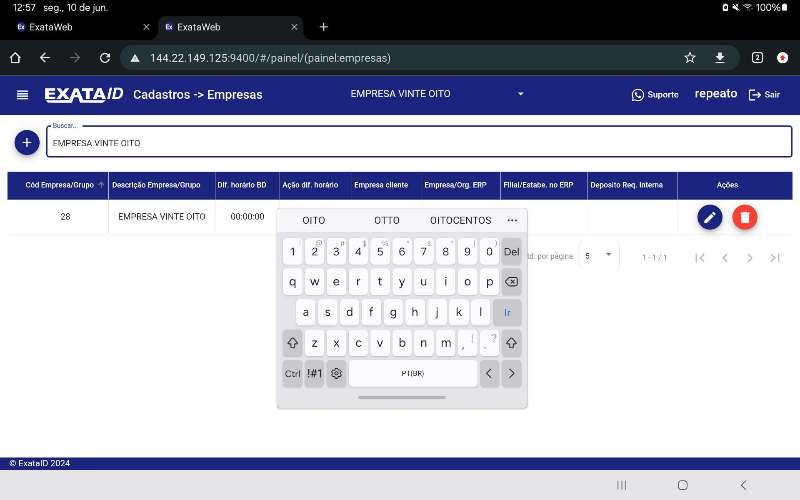 12:57 seg., 10 de jun. 100%
ExataWeb
ExataWeb
144.22.149.125:9400/#/painel/(painel:empresas)
2
EXATA ID
Cadastros -> Empresas
EMPRESA VINTE OITO
Suporte
repeato
Sair
Buscar...
EMPRESA VINTE OITO
Cód Empresa/Grupo Descrição Empresa/Grupo Dif. horário BD Ação dif. horário Empresa cliente Empresa/Org. ERP Filial/Estabe. no ERP Deposito Req. Interna Ações
28 EMPRESA VINTE OITO 00:00:00
td. por página: 5 1 - 1 / 1
OITO OTTO OITOCENTOS ...
1 2 3 4 5 6 7 8 9 0 Del
q w e r t y u i o p
a s d f g h j k l Ir
z x c v b n m , ! . ?
Ctrl !#1 PT(BR)
© ExataID 2024